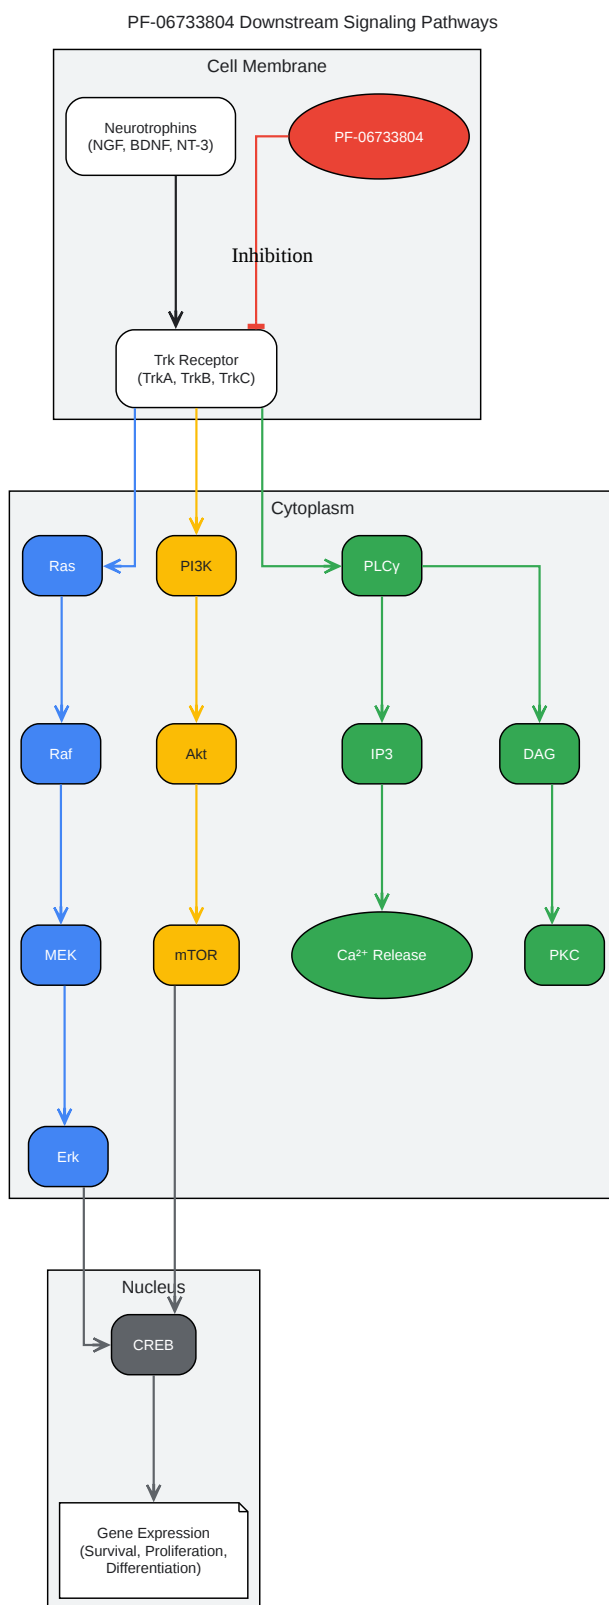 PF-06733804 Downstream Signaling Pathways
Cell Membrane
Neurotrophins
(NGF, BDNF, NT-3)
PF-06733804
Inhibition
Trk Receptor
(TrkA, TrkB, TrkC)
Cytoplasm
Ras
PI3K
PLCγ
Raf
Akt
IP3
DAG
MEK
mTOR
Ca²⁺ Release
PKC
Erk
Nucleus
CREB
Gene Expression
(Survival, Proliferation,
Differentiation)